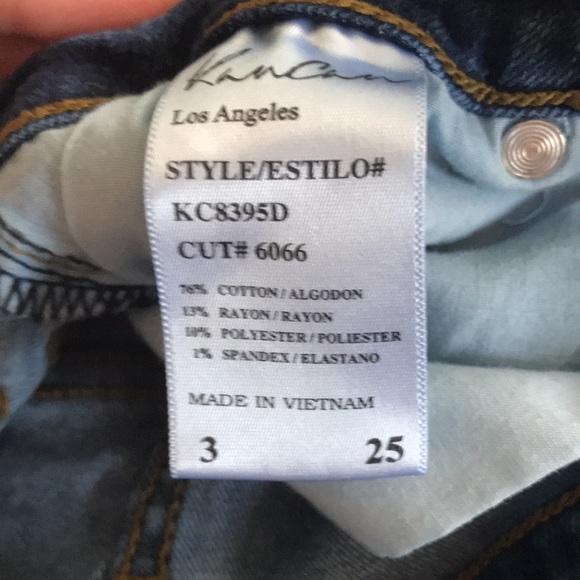 KanCan
Los Angeles
STYLE/ESTILO#
KC8395D
CUT# 6066
76% COTTON/ALGODON
13% RAYON/RAYON
10% POLYESTER/POLIESTER
1% SPANDEX/ELASTANO
MADE IN VIETNAM
3 25